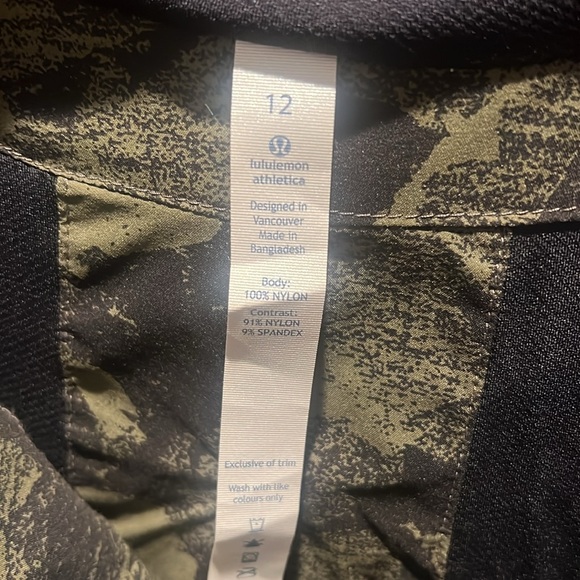 12
lululemon
athletica
Designed in
Vancouver
Made in
Bangladesh
Body:
100% NYLON
Contrast:
91% NYLON
9% SPANDEX
Exclusive of trim
Wash with like
colours only